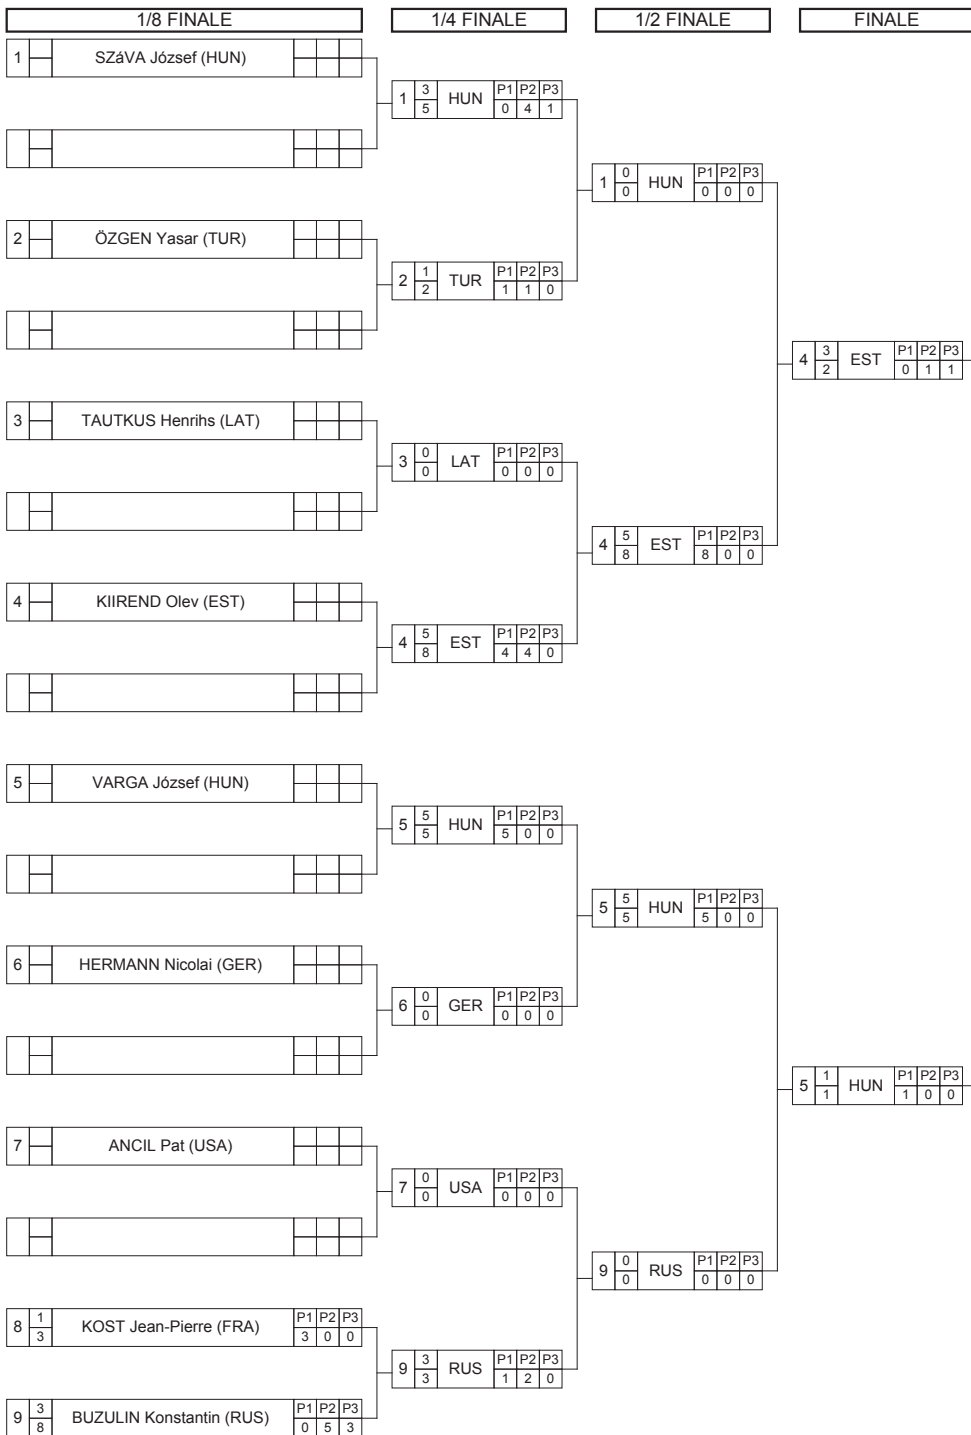 1/8 FINALE 1/4 FINALE 1/2 FINALE FINALE
1 SZáVA József (HUN)
1 3 5 HUN P1 P2 P3 0 4 1
1 0 0 HUN P1 P2 P3 0 0 0
2 ÖZGEN Yasar (TUR)
2 1 2 TUR P1 P2 P3 1 1 0
4 3 2 EST P1 P2 P3 0 1 1
3 TAUTKUS Henrihs (LAT)
3 0 0 LAT P1 P2 P3 0 0 0
4 5 8 EST P1 P2 P3 8 0 0
4 KIIREND Olev (EST)
4 5 8 EST P1 P2 P3 4 4 0
5 VARGA József (HUN)
5 5 5 HUN P1 P2 P3 5 0 0
5 5 5 HUN P1 P2 P3 5 0 0
6 HERMANN Nicolai (GER)
6 0 0 GER P1 P2 P3 0 0 0
5 1 1 HUN P1 P2 P3 1 0 0
7 ANCIL Pat (USA)
7 0 0 USA P1 P2 P3 0 0 0
9 0 0 RUS P1 P2 P3 0 0 0
8 1 3 KOST Jean-Pierre (FRA) P1 P2 P3 3 0 0
9 3 3 RUS P1 P2 P3 1 2 0
9 3 8 BUZULIN Konstantin (RUS) P1 P2 P3 0 5 3